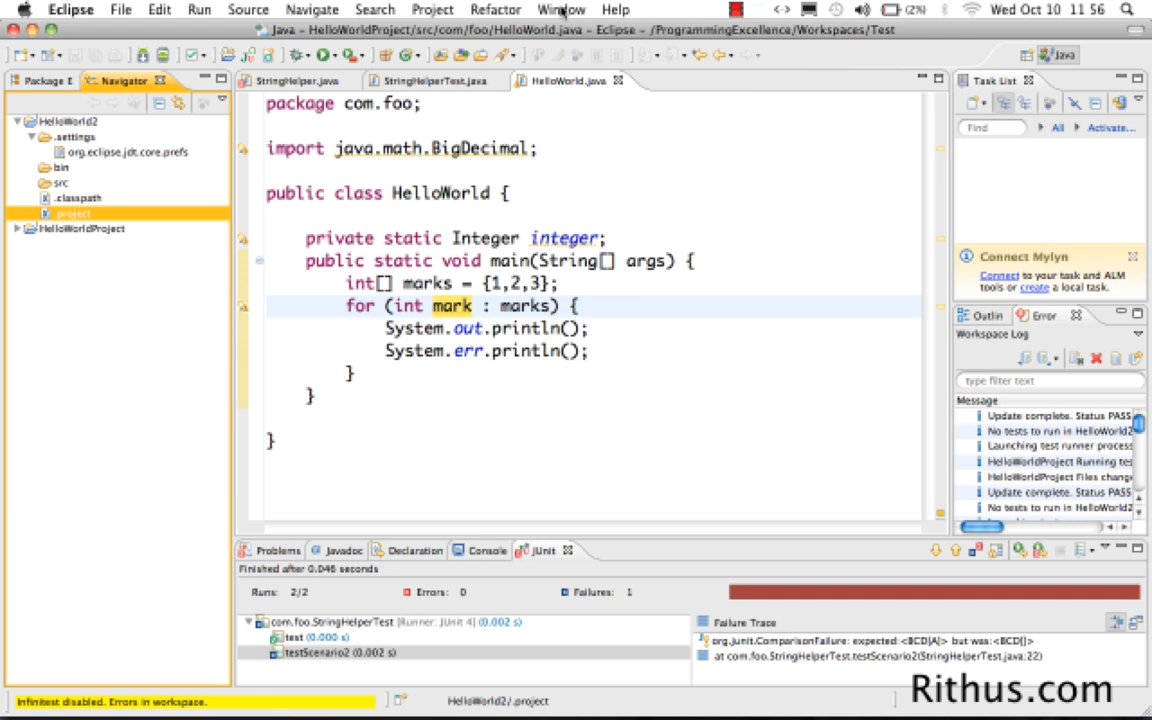 Eclipse File Edit Source Navigate Search Project Refactor Run Window Help (2%) Wed Oct 10 11 56
Java – HelloWorldProject/src/com/foo/HelloWorld.java – Eclipse – /ProgrammingExcellence/Workspaces/Test
Java
Package E Navigator
HelloWorld2
.settings
org.eclipse.jdt.core.prefs
bin
src
.classpath
.project
HelloWorldProject
StringHelper.java StringHelperTest.java HelloWorld.java
package com.foo;
import java.math.BigDecimal;
public class HelloWorld {
private static Integer integer;
public static void main(String[] args) {
int[] marks = {1,2,3};
for (int mark : marks) {
System.out.println();
System.err.println();
}
}
}
Task List
Find All Activate...
Connect Mylyn
Connect to your task and ALM
tools or create a local task.
Outlin Error
Workspace Log
type filter text
Message
Update complete. Status PASS
No tests to run in HelloWorld2
Launching test runner process
HelloWorldProject Running tes
HelloWorldProject Files change
Update complete. Status PASS
No tests to run in HelloWorld2
Problems Javadoc Declaration Console JUnit
Finished after 0.046 seconds
Runs: 2/2 Errors: 0 Failures: 1
com.foo.StringHelperTest [Runner: JUnit 4] (0.002 s)
test (0.000 s)
testScenario2 (0.002 s)
Failure Trace
org.junit.ComparisonFailure: expected:<BCD[A]> but was:<BCD[]>
at com.foo.StringHelperTest.testScenario2(StringHelperTest.java:22)
Infinitest disabled. Errors in workspace.
HelloWorld2/.project
Rithus.com